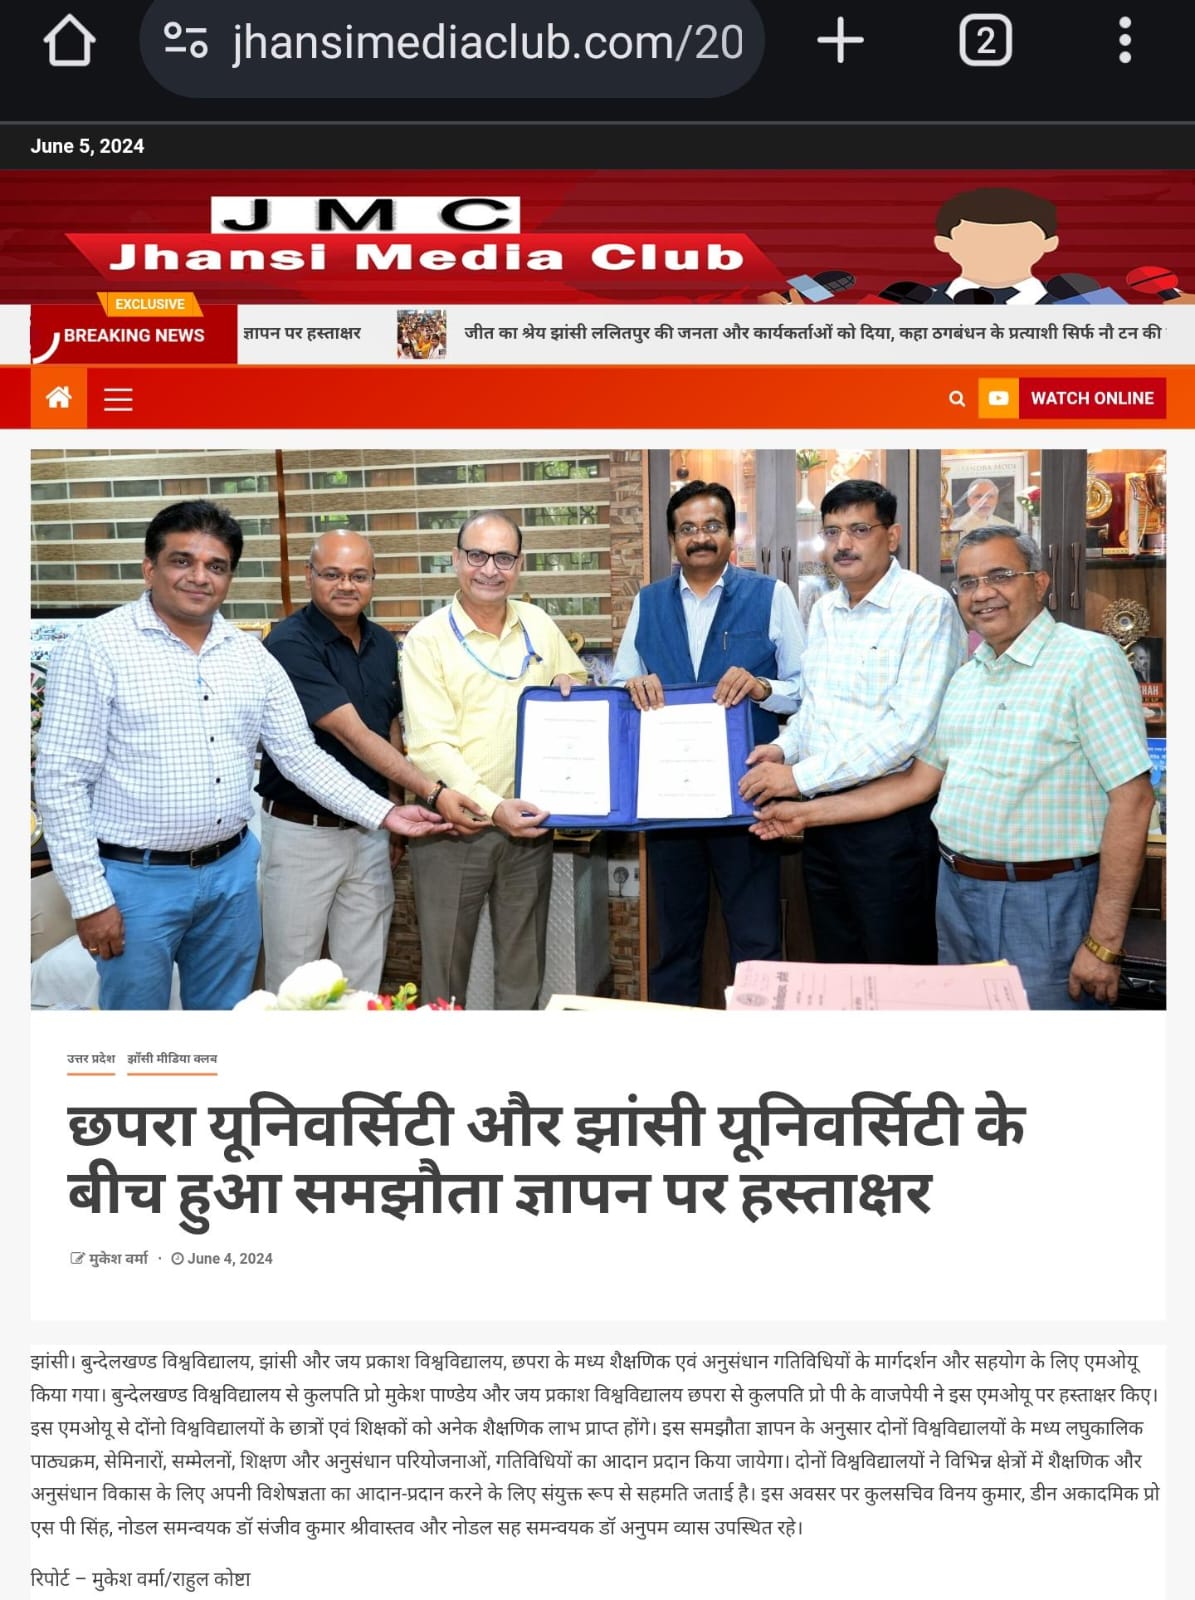 jhansimediaclub.com/20
2
June 5, 2024
J M C
Jhansi Media Club
EXCLUSIVE
BREAKING NEWS
ज्ञापन पर हस्ताक्षर
जीत का श्रेय झांसी ललितपुर की जनता और कार्यकर्ताओं को दिया, कहा ठगबंधन के प्रत्याशी सिर्फ नौ टन की
WATCH ONLINE
उत्तर प्रदेश झाँसी मीडिया क्लब
छपरा यूनिवर्सिटी और झांसी यूनिवर्सिटी के
बीच हुआ समझौता ज्ञापन पर हस्ताक्षर
मुकेश वर्मा · June 4, 2024
झांसी। बुन्देलखण्ड विश्वविद्यालय, झांसी और जय प्रकाश विश्वविद्यालय, छपरा के मध्य शैक्षणिक एवं अनुसंधान गतिविधियों के मार्गदर्शन और सहयोग के लिए एमओयू
किया गया। बुन्देलखण्ड विश्वविद्यालय से कुलपति प्रो मुकेश पाण्डेय और जय प्रकाश विश्वविद्यालय छपरा से कुलपति प्रो पी के वाजपेयी ने इस एमओयू पर हस्ताक्षर किए।
इस एमओयू से दोंनो विश्वविद्यालयों के छात्रों एवं शिक्षकों को अनेक शैक्षणिक लाभ प्राप्त होंगे। इस समझौता ज्ञापन के अनुसार दोनों विश्वविद्यालयों के मध्य लघुकालिक
पाठ्यक्रम, सेमिनारों, सम्मेलनों, शिक्षण और अनुसंधान परियोजनाओं, गतिविधियों का आदान प्रदान किया जायेगा। दोनों विश्वविद्यालयों ने विभिन्न क्षेत्रों में शैक्षणिक और
अनुसंधान विकास के लिए अपनी विशेषज्ञता का आदान-प्रदान करने के लिए संयुक्त रूप से सहमति जताई है। इस अवसर पर कुलसचिव विनय कुमार, डीन अकादमिक प्रो
एस पी सिंह, नोडल समन्वयक डॉ संजीव कुमार श्रीवास्तव और नोडल सह समन्वयक डॉ अनुपम व्यास उपस्थित रहे।
रिपोर्ट – मुकेश वर्मा/राहुल कोष्टा